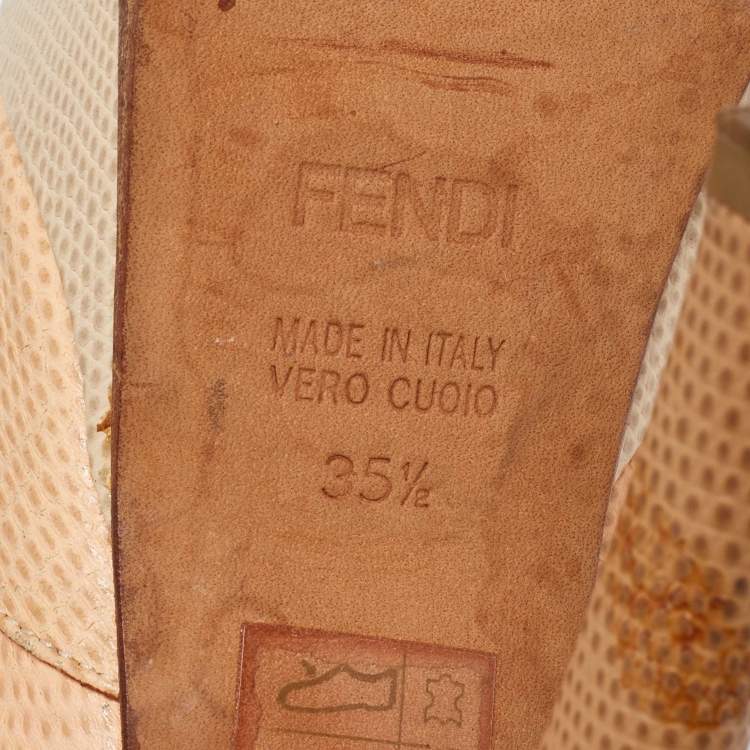 FENDI
MADE IN ITALY
VERO CUOIO
35½